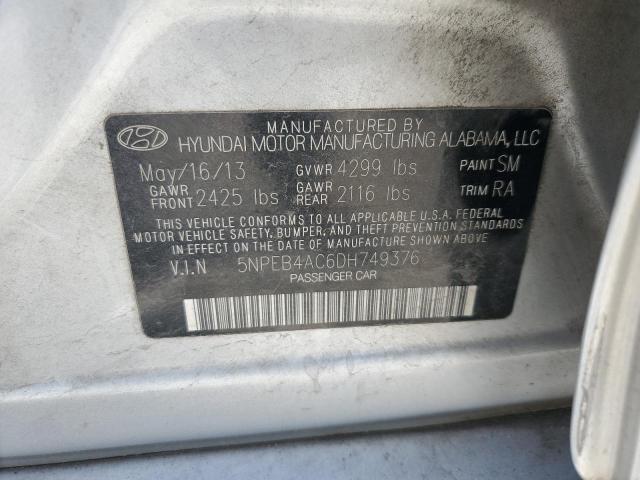 MANUFACTURED BY
HYUNDAI MOTOR MANUFACTURING ALABAMA, LLC
May/16/13 GVWR 4299 lbs PAINT SM
GAWR FRONT 2425 lbs GAWR REAR 2116 lbs TRIM RA
THIS VEHICLE CONFORMS TO ALL APPLICABLE U.S.A. FEDERAL
MOTOR VEHICLE SAFETY, BUMPER, AND THEFT PREVENTION STANDARDS
IN EFFECT ON THE DATE OF MANUFACTURE SHOWN ABOVE.
V.I.N 5NPEB4AC6DH749376
PASSENGER CAR